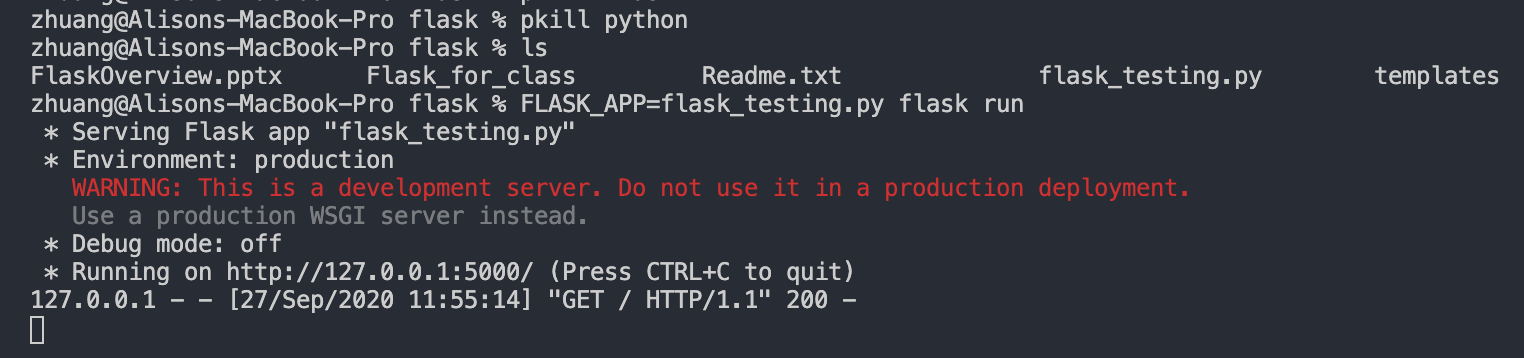 zhuang@Alisons-MacBook-Pro flask % pkill python
zhuang@Alisons-MacBook-Pro flask % ls
FlaskOverview.pptx Flask_for_class Readme.txt flask_testing.py templates
zhuang@Alisons-MacBook-Pro flask % FLASK_APP=flask_testing.py flask run
* Serving Flask app "flask_testing.py"
* Environment: production
WARNING: This is a development server. Do not use it in a production deployment.
Use a production WSGI server instead.
* Debug mode: off
* Running on http://127.0.0.1:5000/ (Press CTRL+C to quit)
127.0.0.1 - - [27/Sep/2020 11:55:14] "GET / HTTP/1.1" 200 -